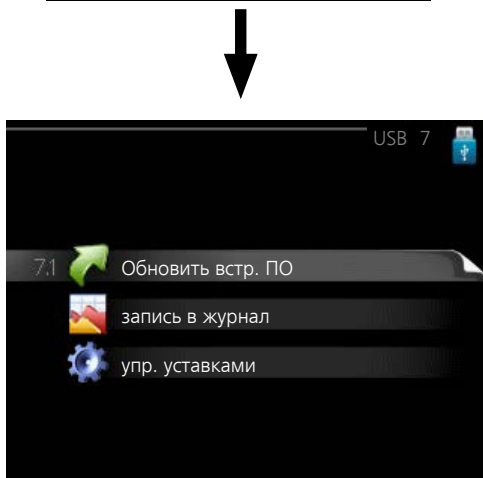 USB 7
7.1 Обновить встр. ПО
запись в журнал
упр. уставками